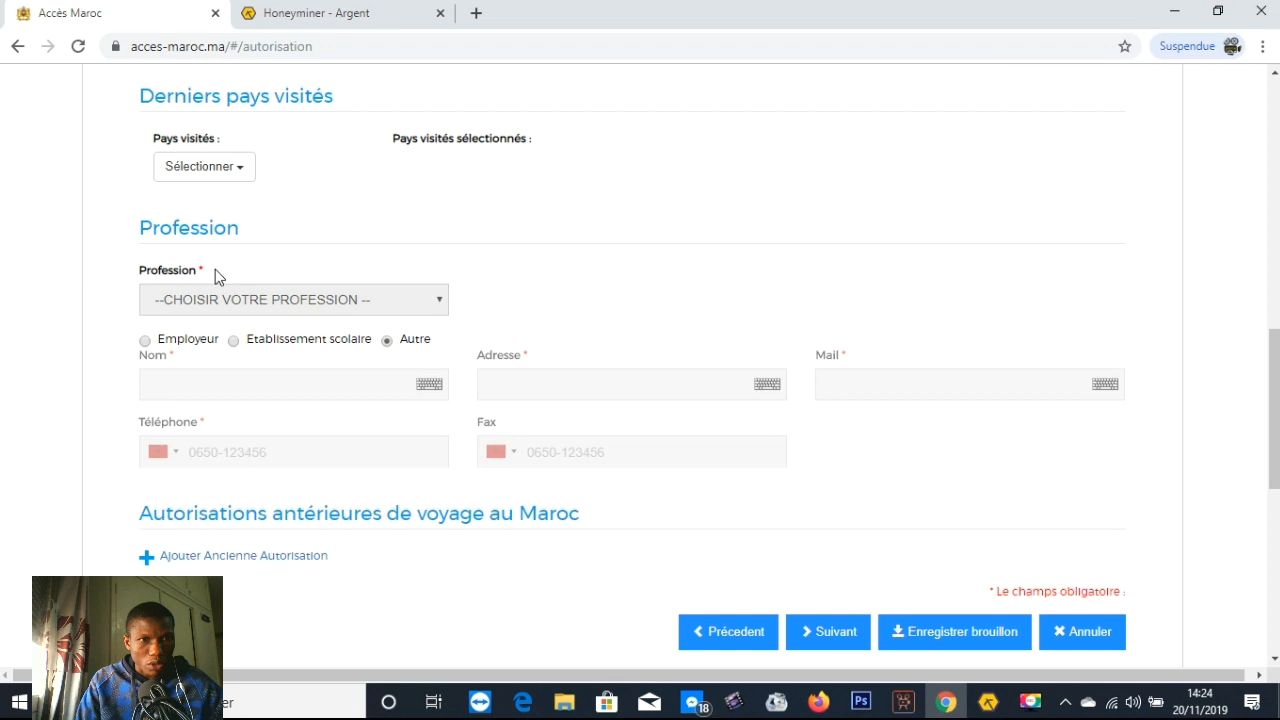 Accès Maroc
Honeyminer - Argent
acces-maroc.ma/#/autorisation
Suspendue
Derniers pays visités
Pays visités :
Pays visités sélectionnés :
Sélectionner
Profession
Profession *
--CHOISIR VOTRE PROFESSION --
Employeur Etablissement scolaire Autre
Nom * Adresse * Mail *
Téléphone * Fax
0650-123456 0650-123456
Autorisations antérieures de voyage au Maroc
Ajouter Ancienne Autorisation
* Le champs obligatoire :
Précedent Suivant Enregistrer brouillon Annuler
er
18
Ps
14:24
20/11/2019